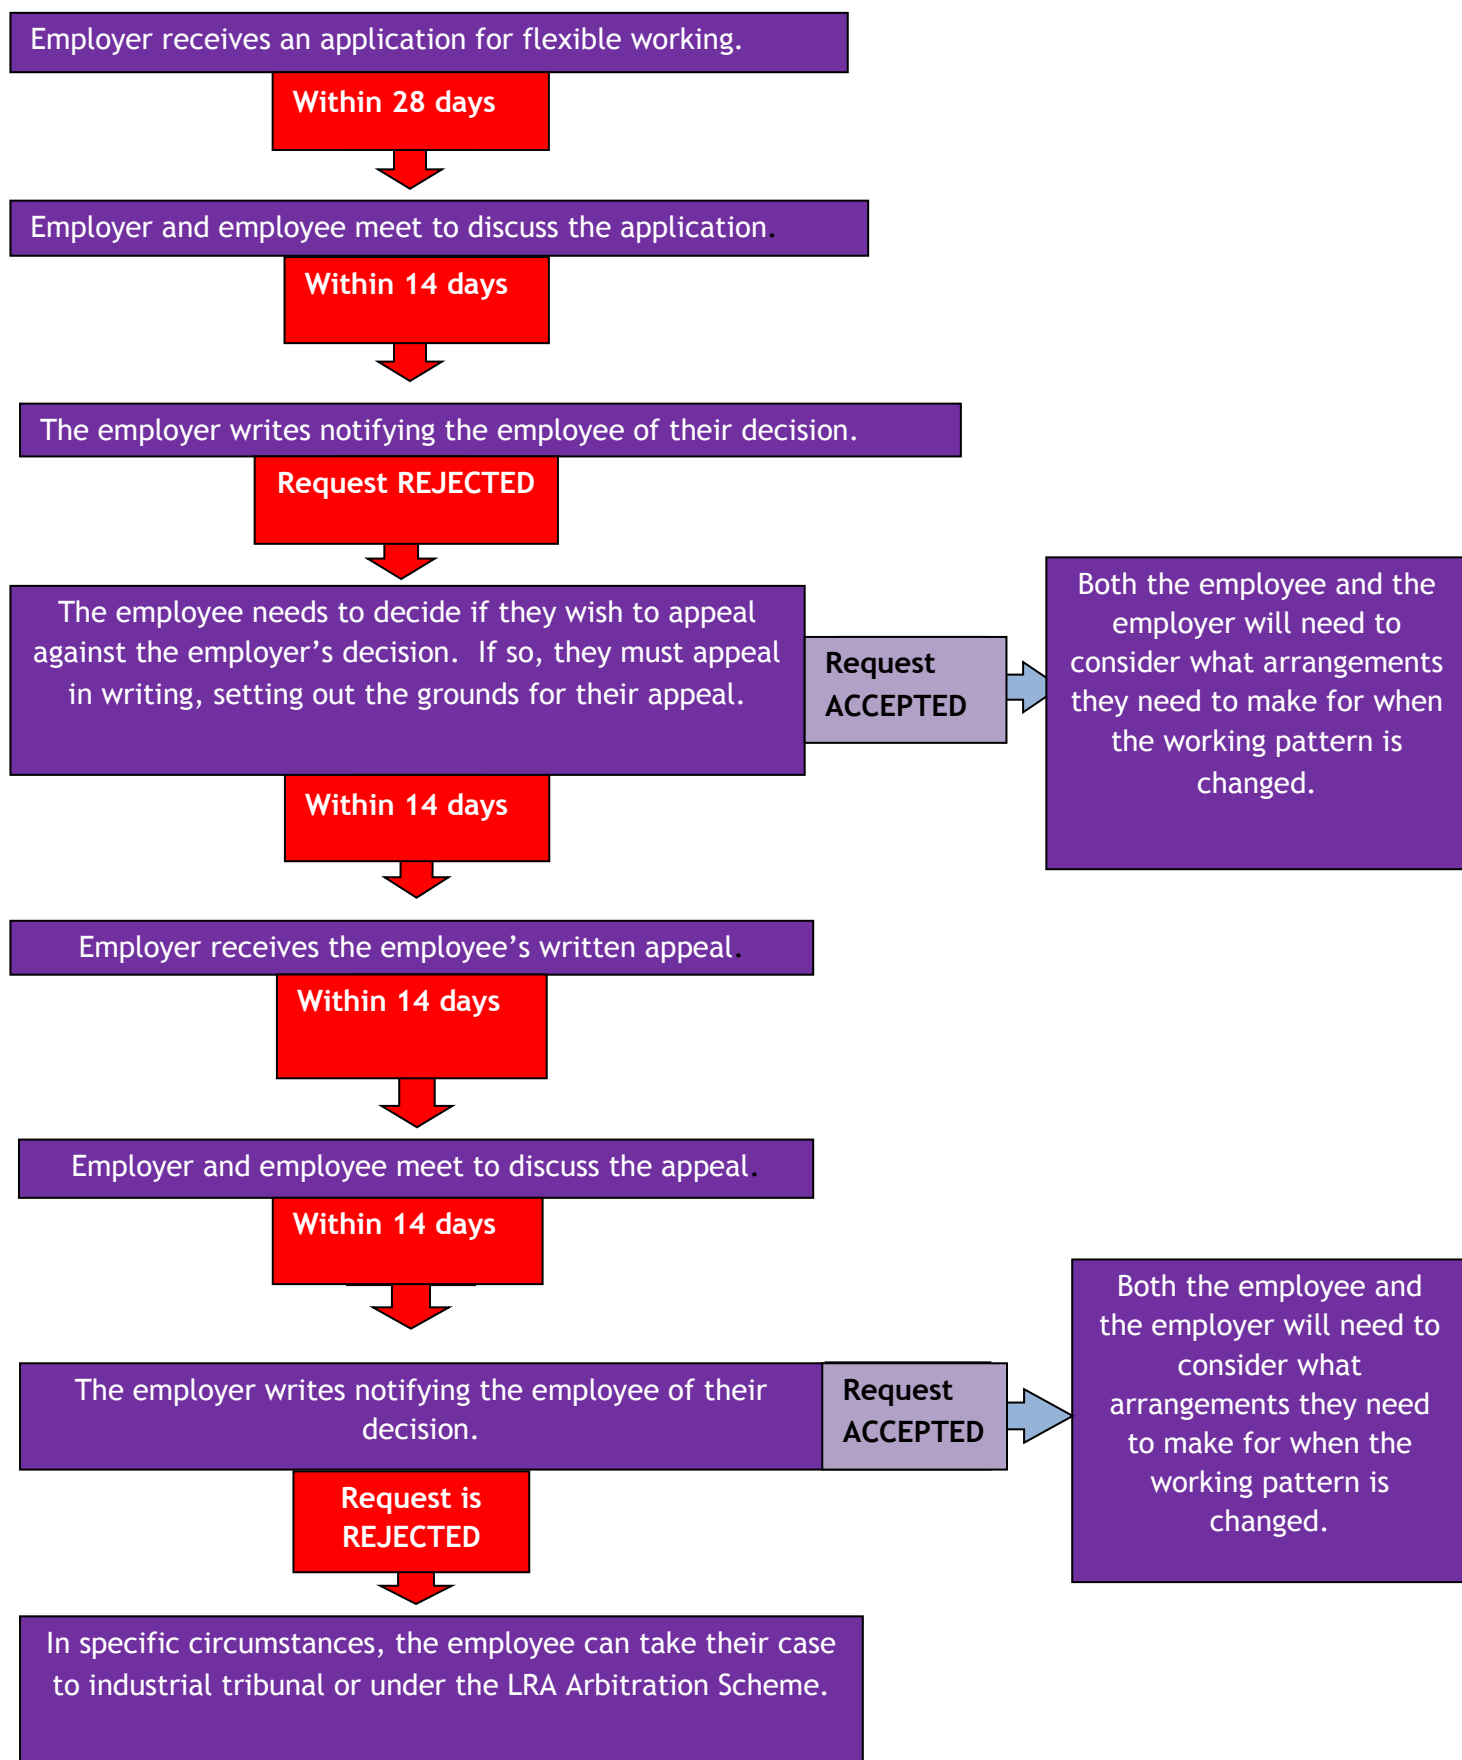 Employer receives an application for flexible working.
Within 28 days
Employer and employee meet to discuss the application.
Within 14 days
The employer writes notifying the employee of their decision.
Request REJECTED
The employee needs to decide if they wish to appeal
against the employer’s decision.  If so, they must appeal
in writing, setting out the grounds for their appeal.
Request
ACCEPTED
Both the employee and the
employer will need to
consider what arrangements
they need to make for when
the working pattern is
changed.
Within 14 days
Employer receives the employee’s written appeal.
Within 14 days
Employer and employee meet to discuss the appeal.
Within 14 days
The employer writes notifying the employee of their
decision.
Request
ACCEPTED
Both the employee and
the employer will need to
consider what
arrangements they need
to make for when the
working pattern is
changed.
Request is
REJECTED
In specific circumstances, the employee can take their case
to industrial tribunal or under the LRA Arbitration Scheme.